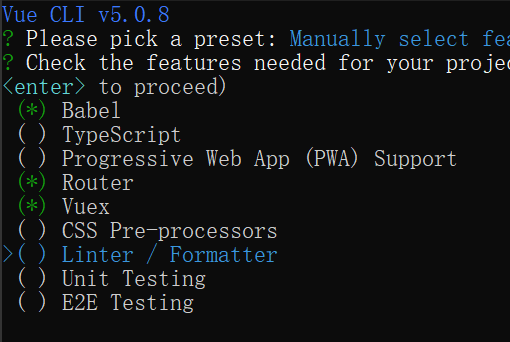 Vue CLI v5.0.8
? Please pick a preset: Manually select fea
? Check the features needed for your projec
<enter> to proceed)
(*) Babel
( ) TypeScript
( ) Progressive Web App (PWA) Support
(*) Router
(*) Vuex
( ) CSS Pre-processors
>( ) Linter / Formatter
( ) Unit Testing
( ) E2E Testing